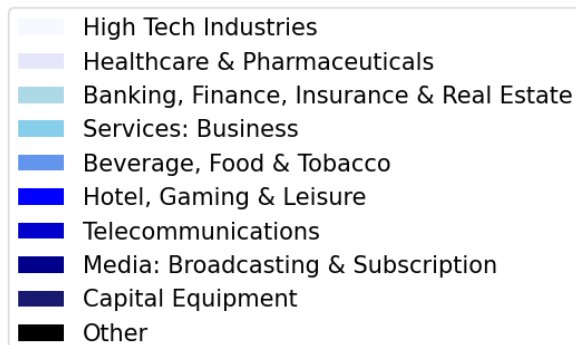 High Tech Industries
Healthcare & Pharmaceuticals
Banking, Finance, Insurance & Real Estate
Services: Business
Beverage, Food & Tobacco
Hotel, Gaming & Leisure
Telecommunications
Media: Broadcasting & Subscription
Capital Equipment
Other